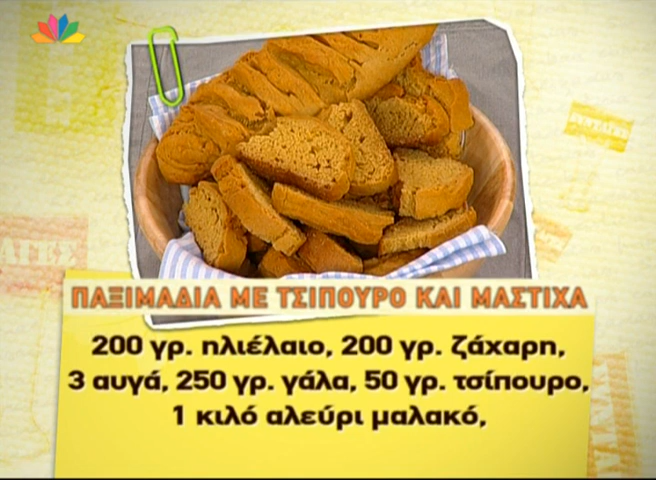 ΑΓΕΣ
ΠΑΞΙΜΑΔΙΑ ΜΕ ΤΣΙΠΟΥΡΟ ΚΑΙ ΜΑΣΤΙΧΑ
200 γρ. ηλιέλαιο, 200 γρ. ζάχαρη,
3 αυγά, 250 γρ. γάλα, 50 γρ. τσίπουρο,
1 κιλό αλεύρι μαλακό,